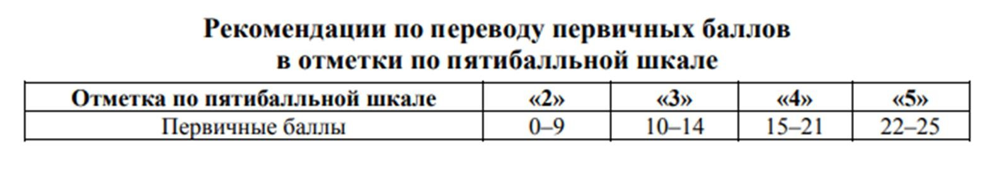 Рекомендации по переводу первичных баллов
в отметки по пятибалльной шкале
Отметка по пятибалльной шкале «2» «3» «4» «5»
Первичные баллы 0–9 10–14 15–21 22–25